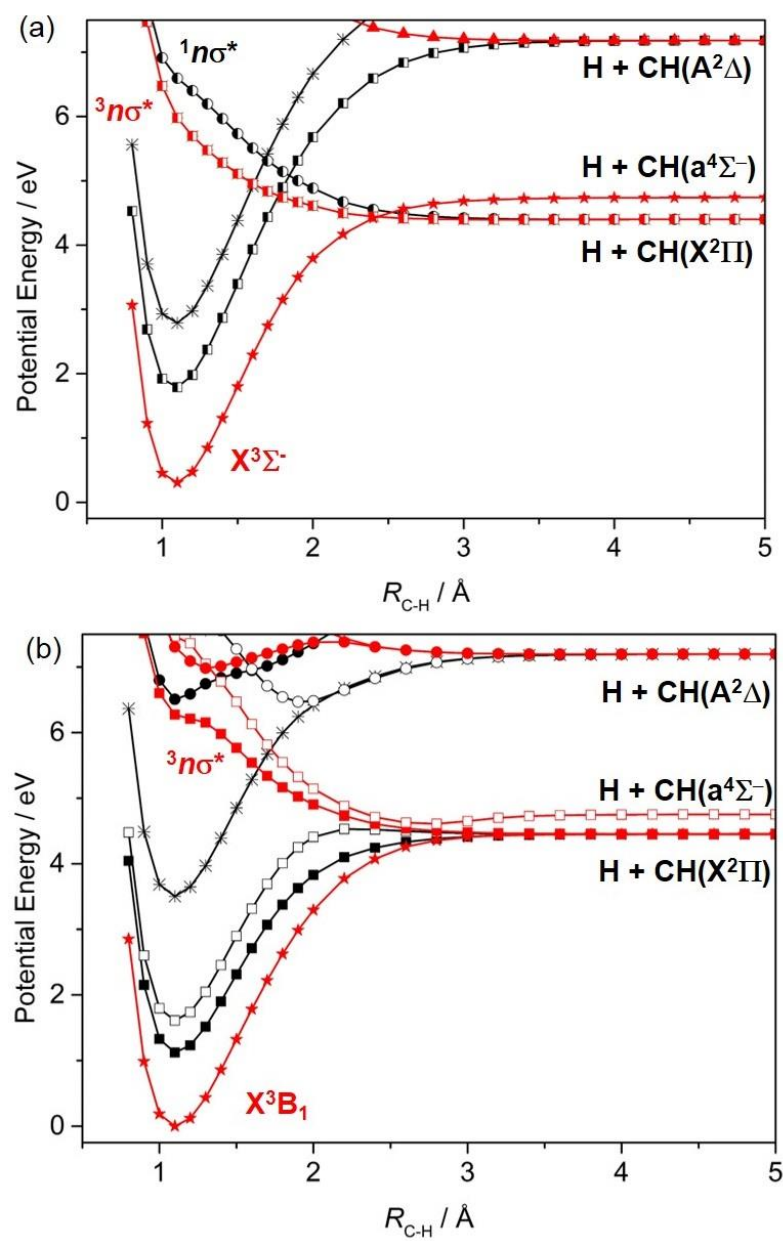 (a)
¹nσ*
³nσ*
H + CH(A²Δ)
H + CH(a⁴Σ⁻)
H + CH(X²Π)
X³Σ⁻
Potential Energy / eV
6
4
2
0
1 2 3 4 5
R_C-H / Å
(b)
H + CH(A²Δ)
³nσ*
H + CH(a⁴Σ⁻)
H + CH(X²Π)
X³B₁
Potential Energy / eV
6
4
2
0
1 2 3 4 5
R_C-H / Å